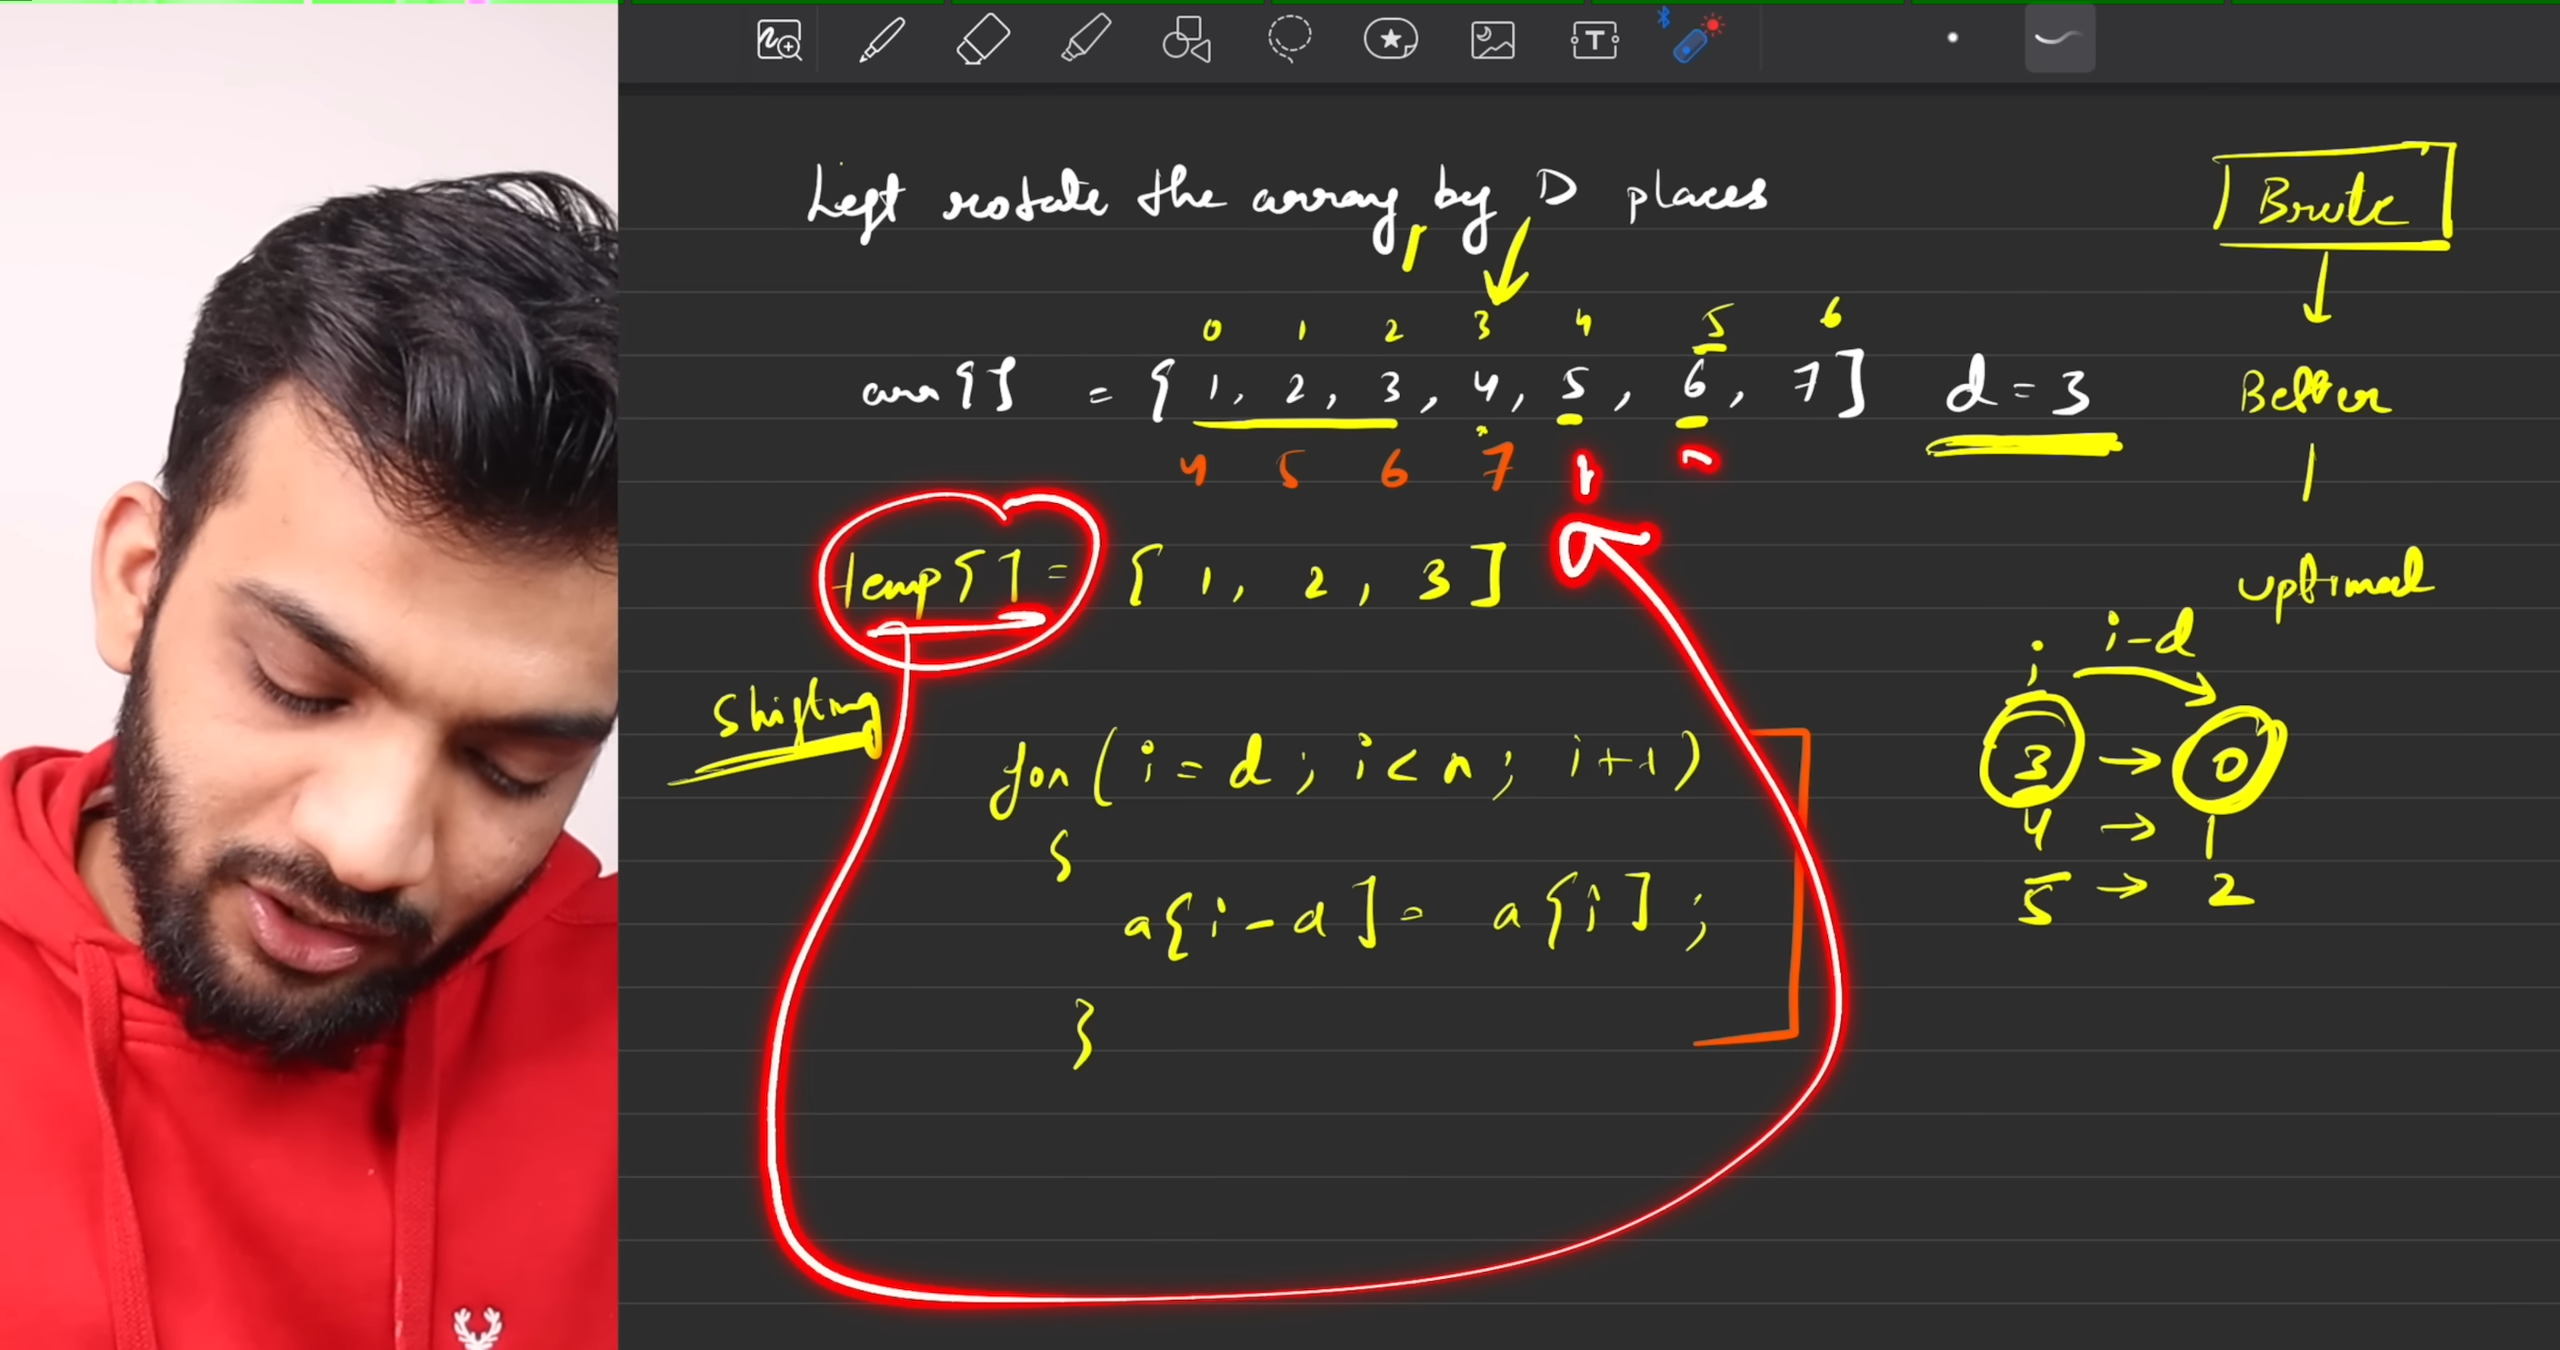 Left rotate the array by D places
Brute
0 1 2 3 4 5 6
arr[] = [1, 2, 3, 4, 5, 6, 7] d = 3
Better
4 5 6 7 1
temp[] = [1, 2, 3]
optimal
i i-d
Shifting
for(i = d; i < n; i++)
3 → 0
{
4 → 1
a[i-d] = a[i];
5 → 2
}